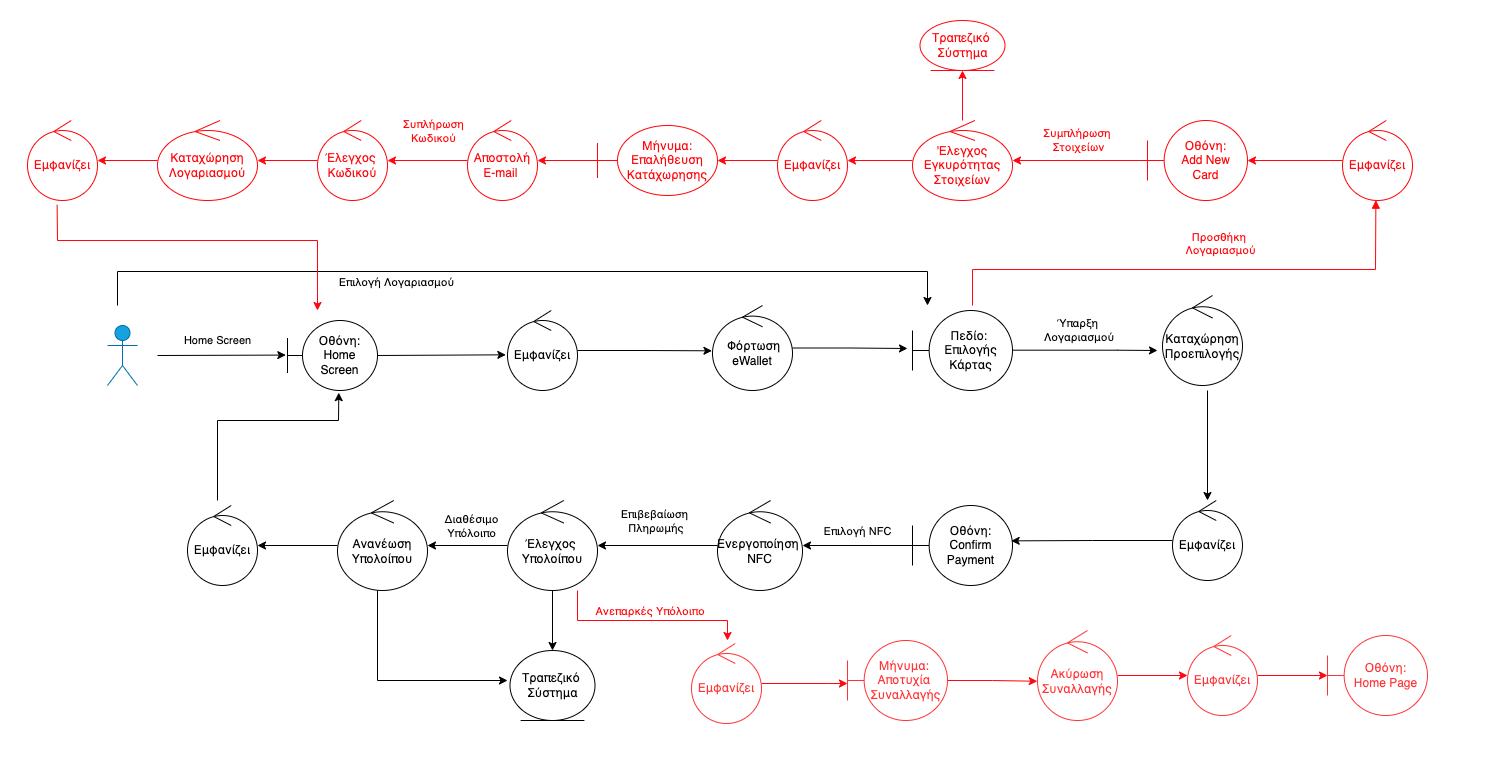 Τραπεζικό
Σύστημα
Εμφανίζει
Καταχώρηση
Λογαριασμού
Έλεγχος
Κωδικού
Συπλήρωση
Κωδικού
Αποστολή
E-mail
Μήνυμα:
Επαλήθευση
Κατάχωρησης
Εμφανίζει
Έλεγχος
Εγκυρότητας
Στοιχείων
Συμπλήρωση
Στοιχείων
Οθόνη:
Add New
Card
Εμφανίζει
Προσθήκη
Λογαριασμού
Επιλογή Λογαριασμού
Home Screen
Οθόνη:
Home
Screen
Εμφανίζει
Φόρτωση
eWallet
Πεδίο:
Επιλογής
Κάρτας
Ύπαρξη
Λογαριασμού
Καταχώρηση
Προεπιλογής
Εμφανίζει
Ανανέωση
Υπολοίπου
Διαθέσιμο
Υπόλοιπο
Έλεγχος
Υπολοίπου
Επιβεβαίωση
Πληρωμής
Ενεργοποίηση
NFC
Επιλογή NFC
Οθόνη:
Confirm
Payment
Εμφανίζει
Ανεπαρκές Υπόλοιπο
Τραπεζικό
Σύστημα
Εμφανίζει
Μήνυμα:
Αποτυχία
Συναλλαγής
Ακύρωση
Συναλλαγής
Εμφανίζει
Οθόνη:
Home Page